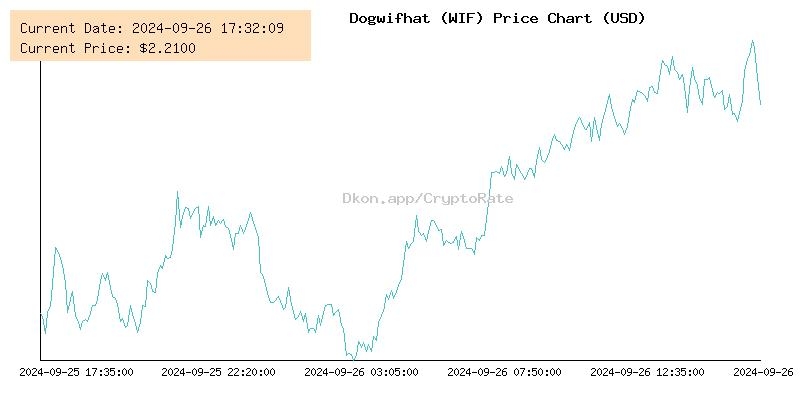 Dogwifhat (WIF) Price Chart (USD)
Current Date: 2024-09-26 17:32:09
Current Price: $2.2100
Dkon.app/CryptoRate
2024-09-25 17:35:00 2024-09-25 22:20:00 2024-09-26 03:05:00 2024-09-26 07:50:00 2024-09-26 12:35:00 2024-09-26